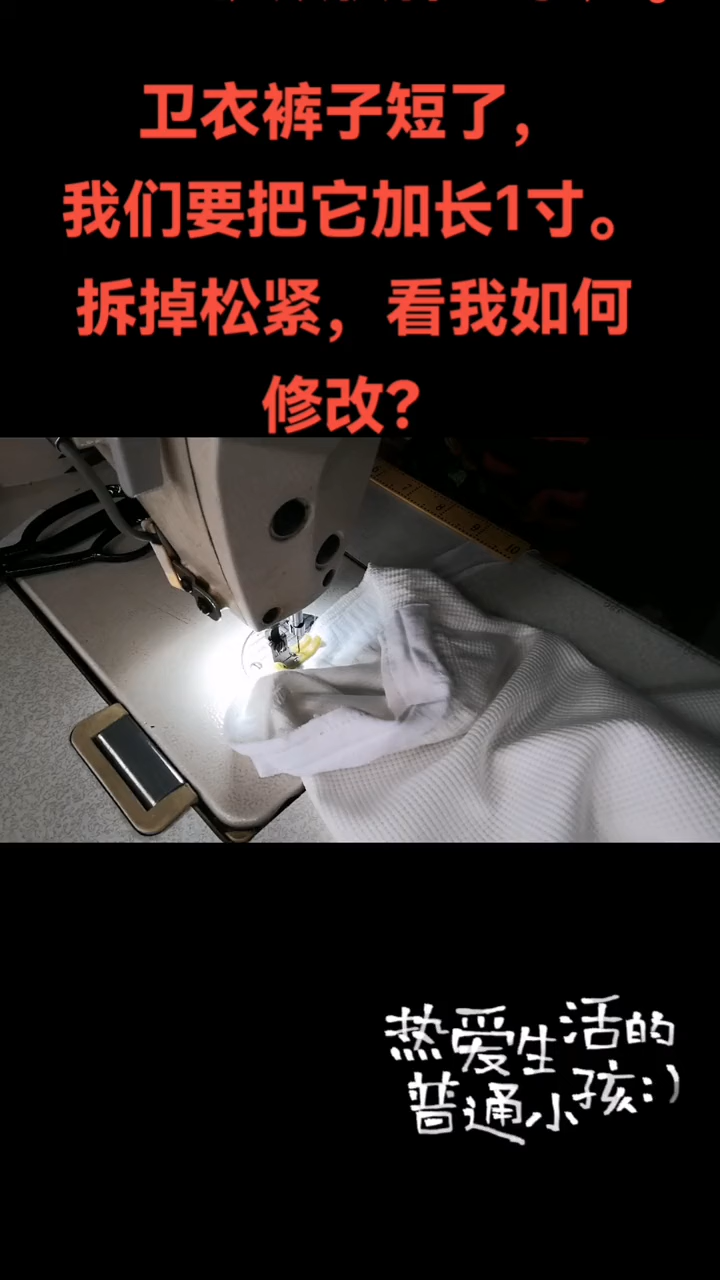 卫衣裤子短了，
我们要把它加长1寸。
拆掉松紧，看我如何
修改？
热爱生活的
普通小孩:)